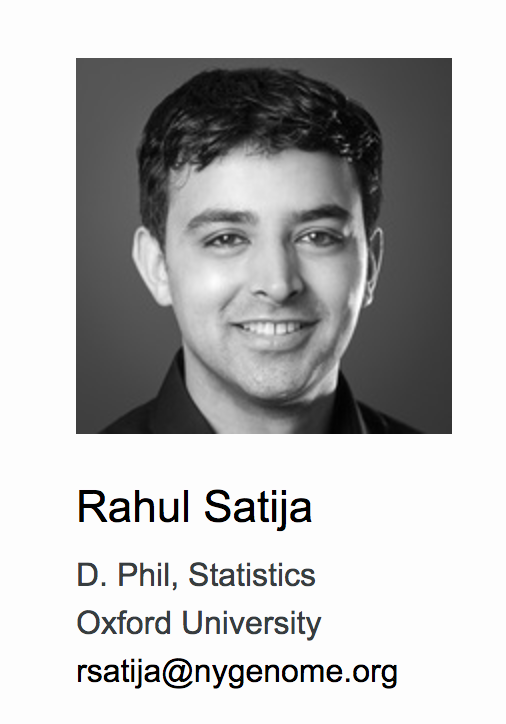 Rahul Satija
D. Phil, Statistics
Oxford University
rsatija@nygenome.org